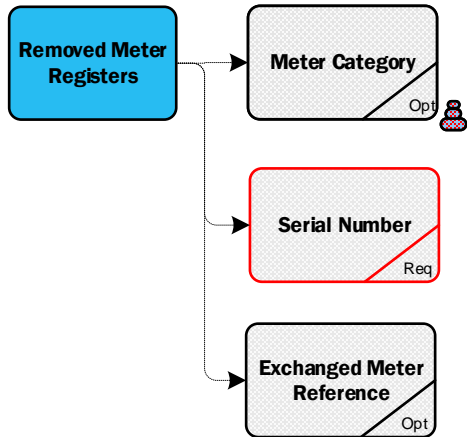 Removed Meter
Registers
Meter Category
Opt
Serial Number
Req
Exchanged Meter
Reference
Opt